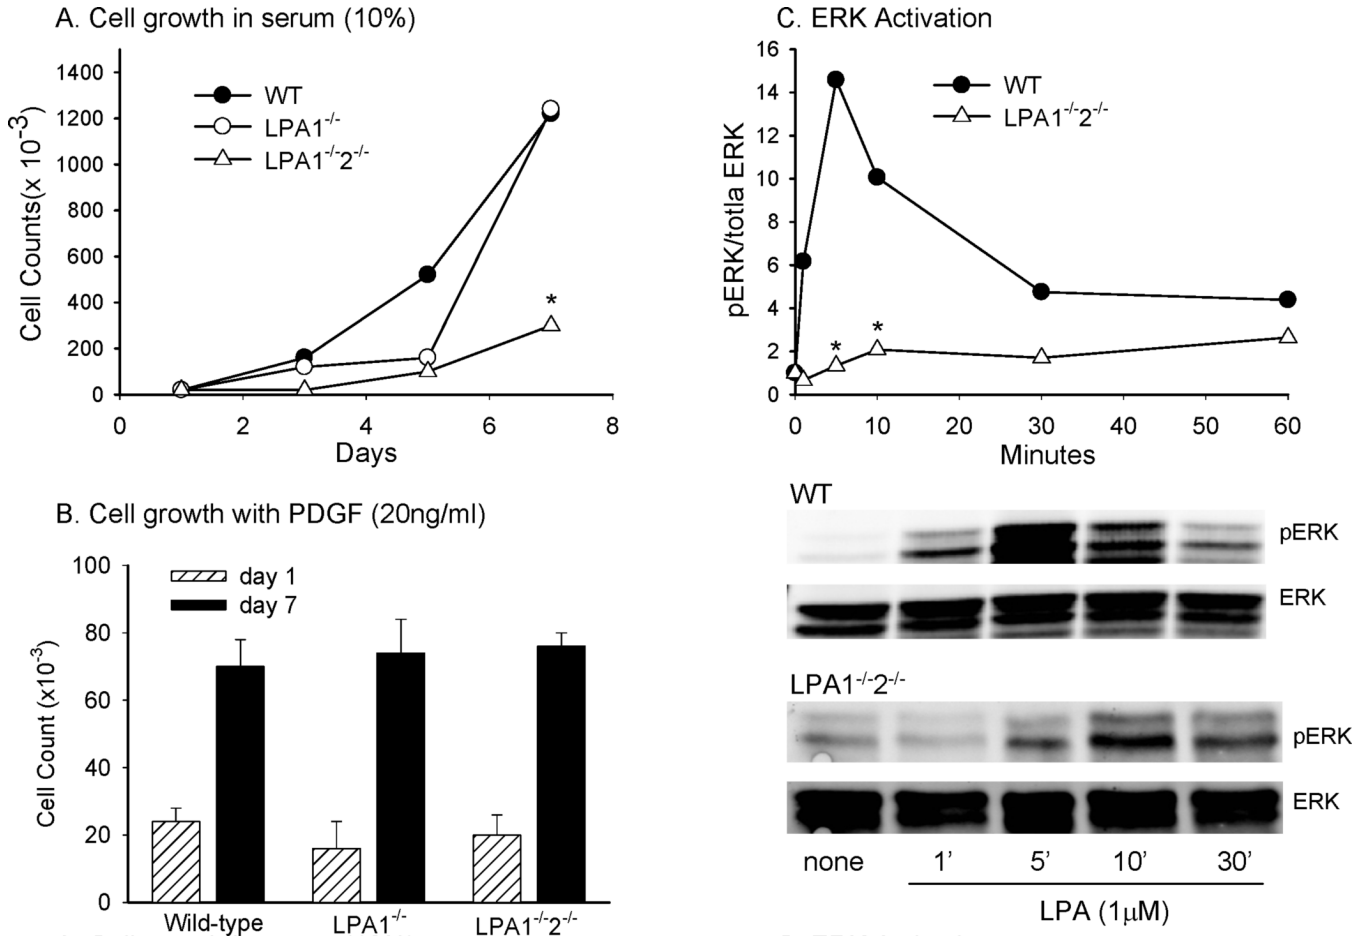 A. Cell growth in serum (10%)
1400
1200
1000
800
600
400
200
0
Cell Counts(x 10-3)
WT
LPA1-/-
LPA1-/-2-/-
*
0 2 4 6 8
Days
B. Cell growth with PDGF (20ng/ml)
100
80
60
40
20
0
Cell Count (x10-3)
day 1
day 7
Wild-type LPA1-/- LPA1-/-2-/-
C. ERK Activation
16
14
12
10
8
6
4
2
0
pERK/totla ERK
WT
LPA1-/-2-/-
* *
0 10 20 30 40 50 60
Minutes
WT
pERK
ERK
LPA1-/-2-/-
pERK
ERK
none 1’ 5’ 10’ 30’
LPA (1μM)